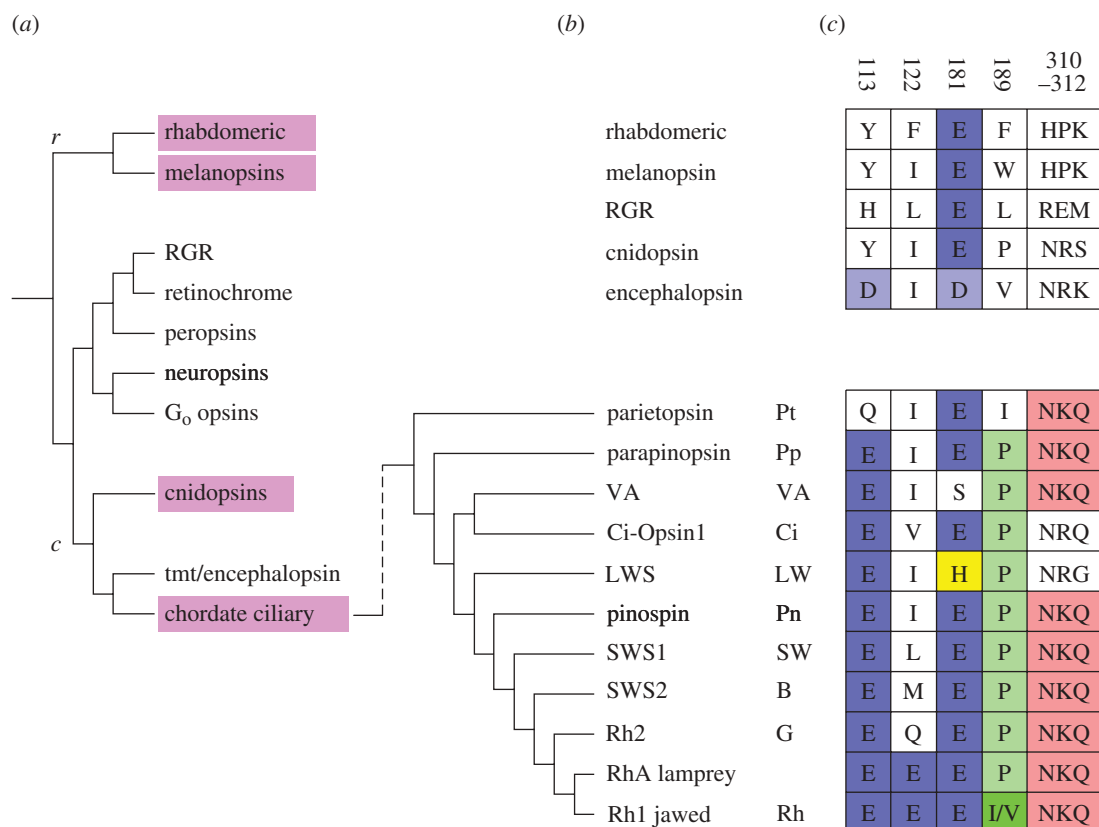 (a) (b) (c)
113 122 181 189 310–312
r
rhabdomeric
melanopsins
RGR
retinochrome
peropsins
neuropsins
Go opsins
cnidopsins
c
tmt/encephalopsin
chordate ciliary
rhabdomeric Y F E F HPK
melanopsin Y I E W HPK
RGR H L E L REM
cnidopsin Y I E P NRS
encephalopsin D I D V NRK
parietopsin Pt Q I E I NKQ
parapinopsin Pp E I E P NKQ
VA VA E I S P NKQ
Ci-Opsin1 Ci E V E P NRQ
LWS LW E I H P NRG
pinospin Pn E I E P NKQ
SWS1 SW E L E P NKQ
SWS2 B E M E P NKQ
Rh2 G E Q E P NKQ
RhA lamprey E E E P NKQ
Rh1 jawed Rh E E E I/V NKQ